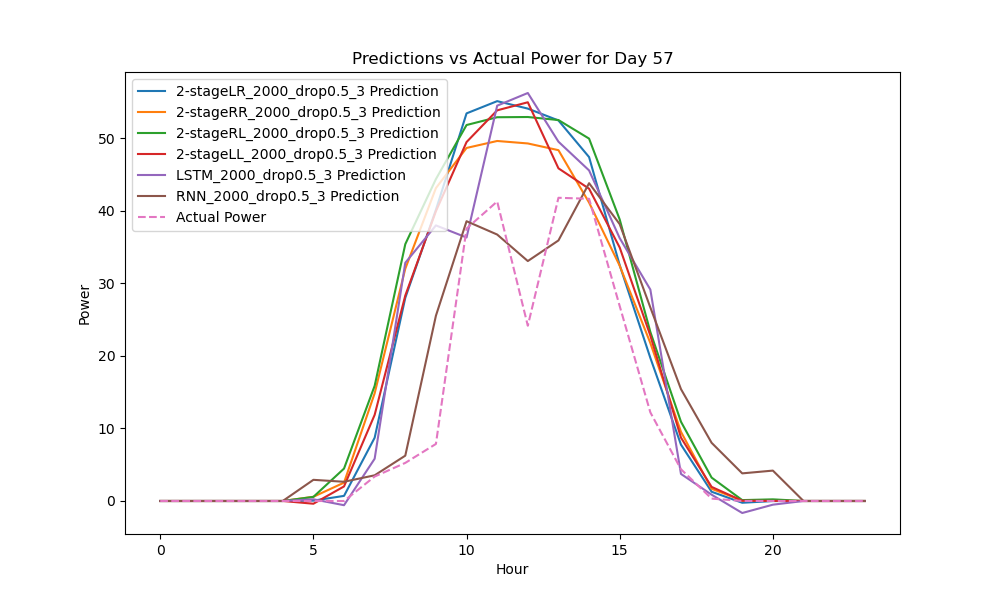 Predictions vs Actual Power for Day 57
2-stageLR_2000_drop0.5_3 Prediction
2-stageRR_2000_drop0.5_3 Prediction
2-stageRL_2000_drop0.5_3 Prediction
2-stageLL_2000_drop0.5_3 Prediction
LSTM_2000_drop0.5_3 Prediction
RNN_2000_drop0.5_3 Prediction
Actual Power
50
40
30
20
10
0
Power
0 5 10 15 20
Hour